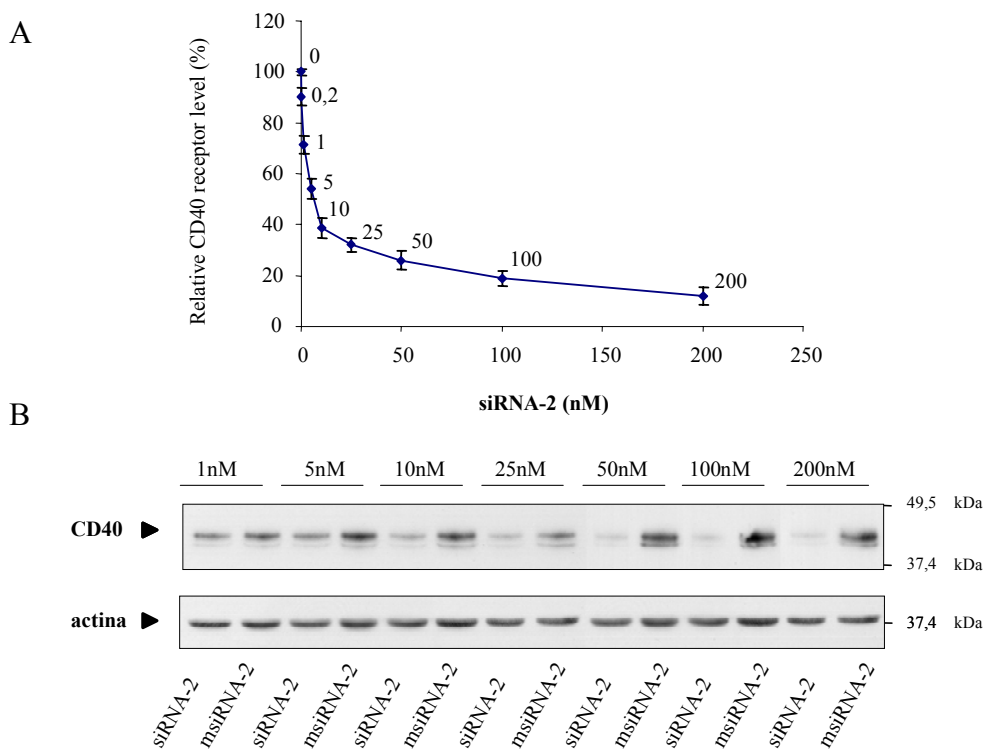 A
Relative CD40 receptor level (%)
120
100
80
60
40
20
0
0
0,2
1
5
10
25
50
100
200
0 50 100 150 200 250
siRNA-2 (nM)
B
1nM 5nM 10nM 25nM 50nM 100nM 200nM
CD40
49,5 kDa
37,4 kDa
actina
37,4 kDa
siRNA-2 msiRNA-2 siRNA-2 msiRNA-2 siRNA-2 msiRNA-2 siRNA-2 msiRNA-2 siRNA-2 msiRNA-2 siRNA-2 msiRNA-2 siRNA-2 msiRNA-2